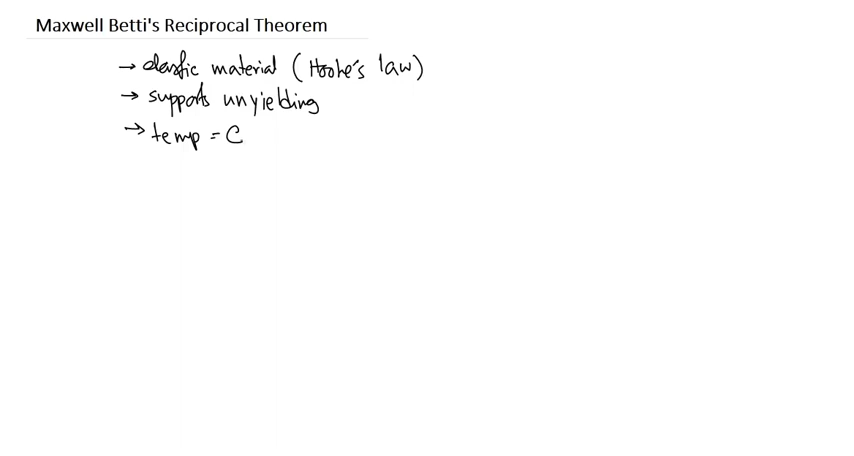 Maxwell Betti's Reciprocal Theorem
→ elastic material (Hooke's law)
→ supports unyielding
→ temp = C